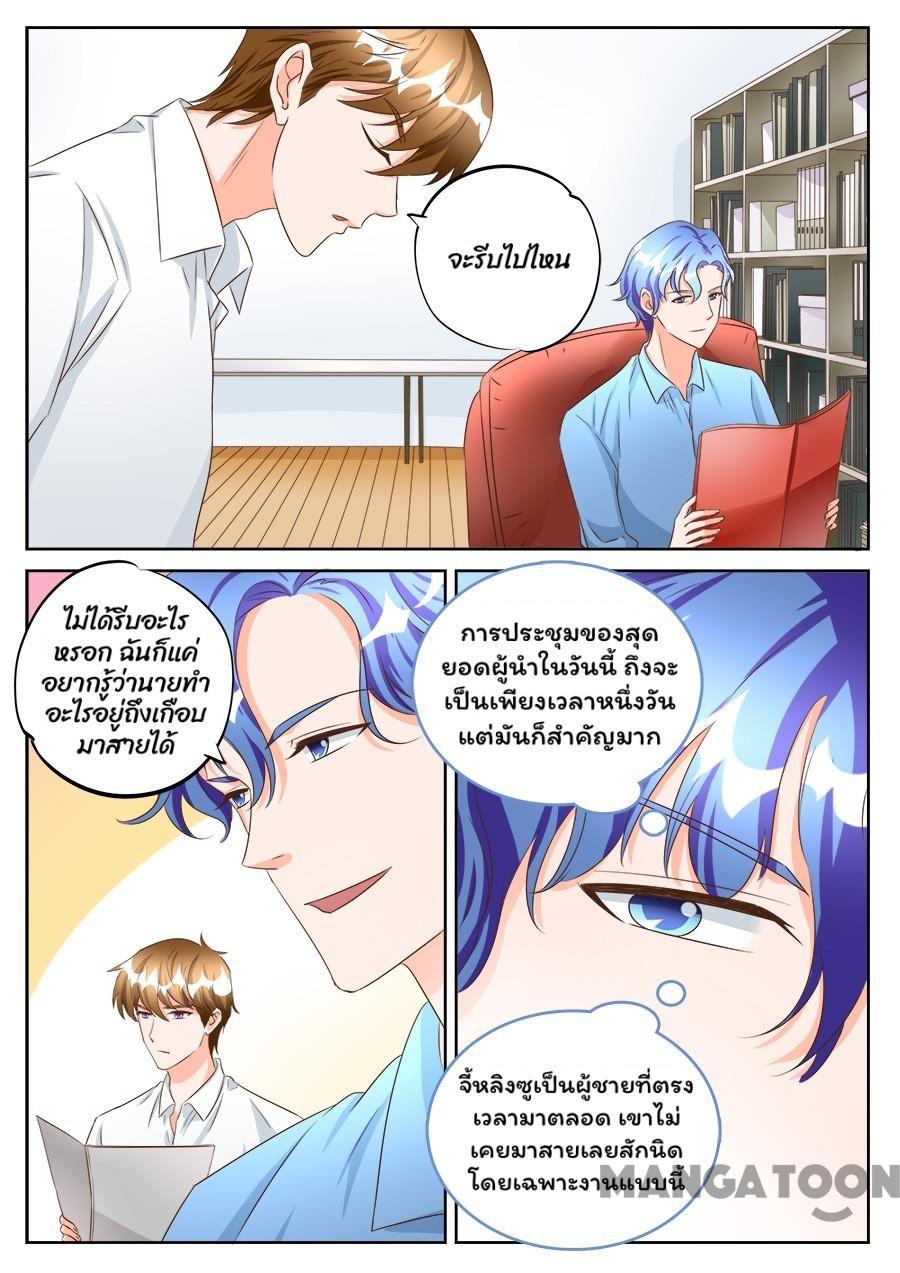 จะรีบไปไหน
ไม่ได้รีบอะไร
หรอก ฉันก็แค่
อยากรู้ว่านายทำ
อะไรอยู่ถึงเกือบ
มาสายได้
การประชุมของสุด
ยอดผู้นำในวันนี้ ถึงจะ
เป็นเพียงเวลาหนึ่งวัน
แต่มันก็สำคัญมาก
จี้หลิงซูเป็นผู้ชายที่ตรง
เวลามาตลอด เขาไม่
เคยมาสายเลยสักนิด
โดยเฉพาะงานแบบนี้
MANGATOON